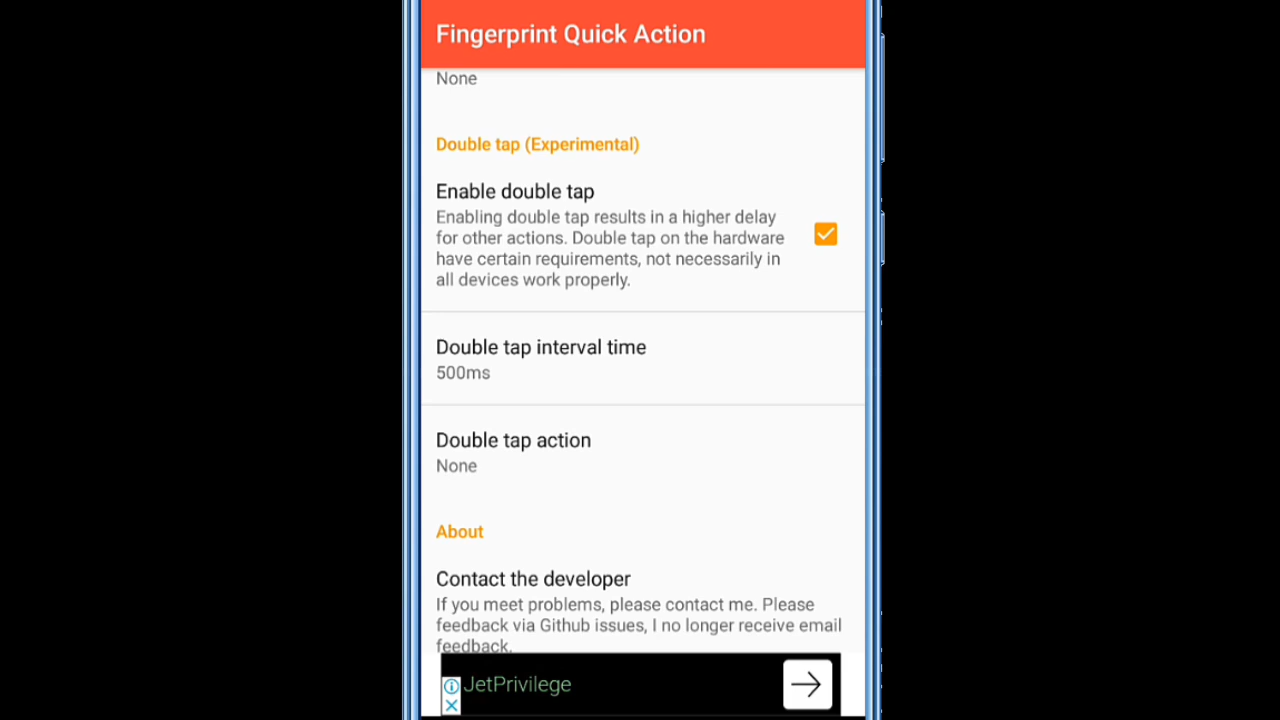 Fingerprint Quick Action
None
Double tap (Experimental)
Enable double tap
Enabling double tap results in a higher delay
for other actions. Double tap on the hardware
have certain requirements, not necessarily in
all devices work properly.
Double tap interval time
500ms
Double tap action
None
About
Contact the developer
If you meet problems, please contact me. Please
feedback via Github issues, I no longer receive email
feedback.
JetPrivilege